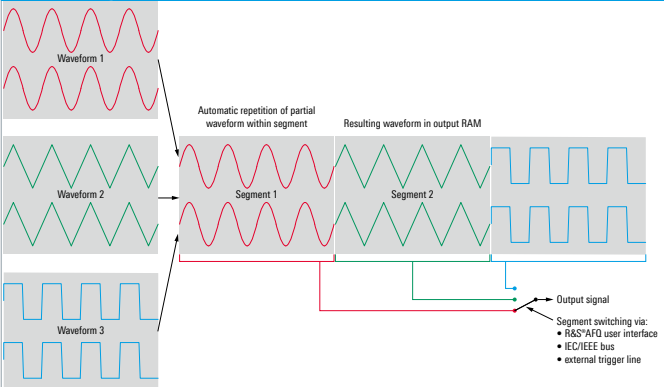 Waveform 1
Automatic repetition of partial
waveform within segment
Resulting waveform in output RAM
Waveform 2
Segment 1
Segment 2
Waveform 3
Output signal
Segment switching via:
• R&S®AFQ user interface
• IEC/IEEE bus
• external trigger line